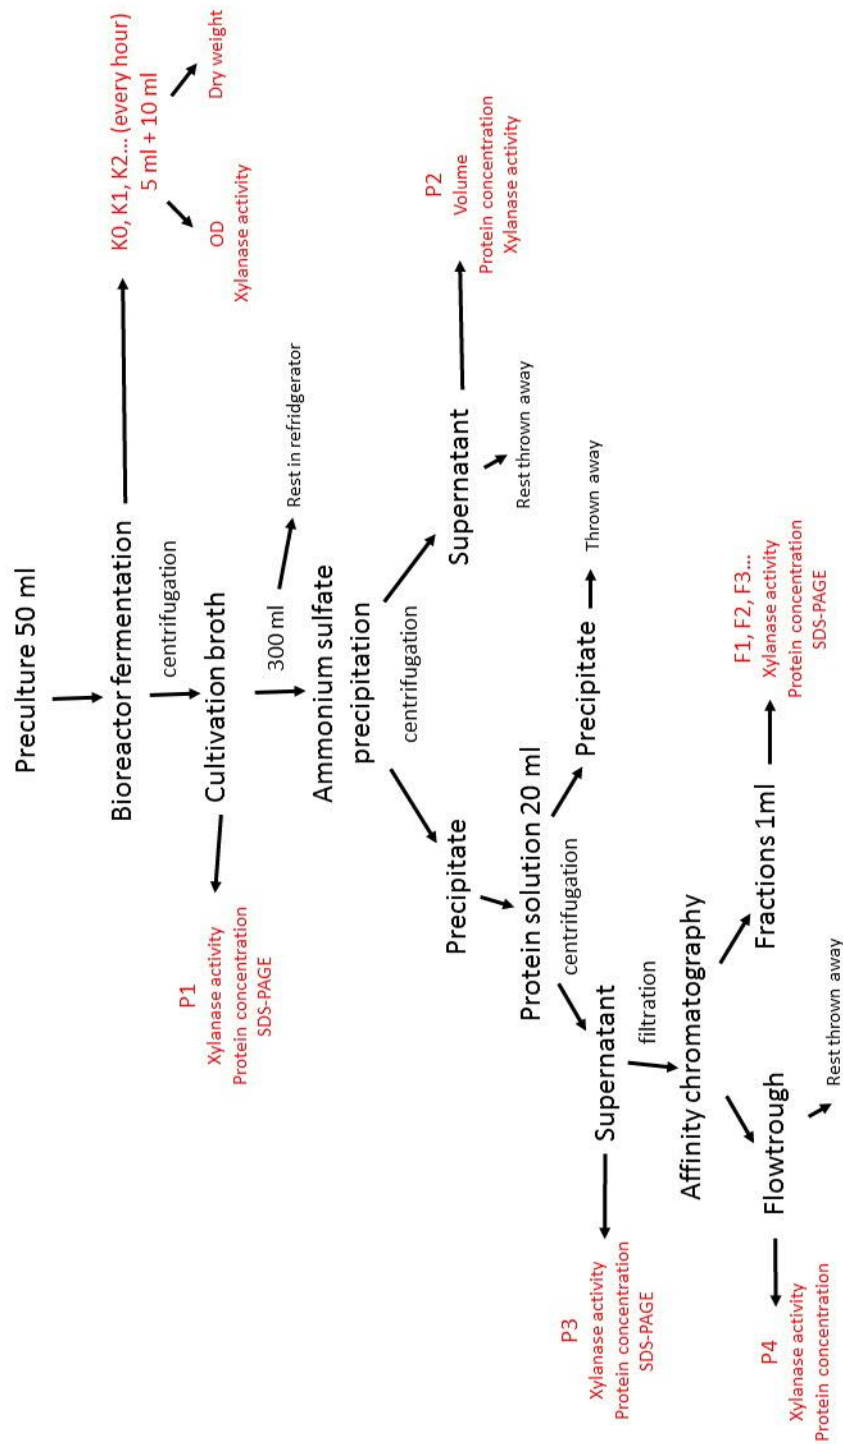 Preculture 50 ml
Bioreactor fermentation
K0, K1, K2... (every hour)
5 ml + 10 ml
OD
Xylanase activity
Dry weight
centrifugation
Cultivation broth
P1
Xylanase activity
Protein concentration
SDS-PAGE
300 ml
Rest in refridgerator
Ammonium sulfate
precipitation
centrifugation
Supernatant
P2
Volume
Protein concentration
Xylanase activity
Rest thrown away
Precipitate
Protein solution 20 ml
centrifugation
Precipitate
Thrown away
Supernatant
P3
Xylanase activity
Protein concentration
SDS-PAGE
filtration
Affinity chromatography
Fractions 1ml
F1, F2, F3...
Xylanase activity
Protein concentration
SDS-PAGE
Flowtrough
P4
Xylanase activity
Protein concentration
Rest thrown away